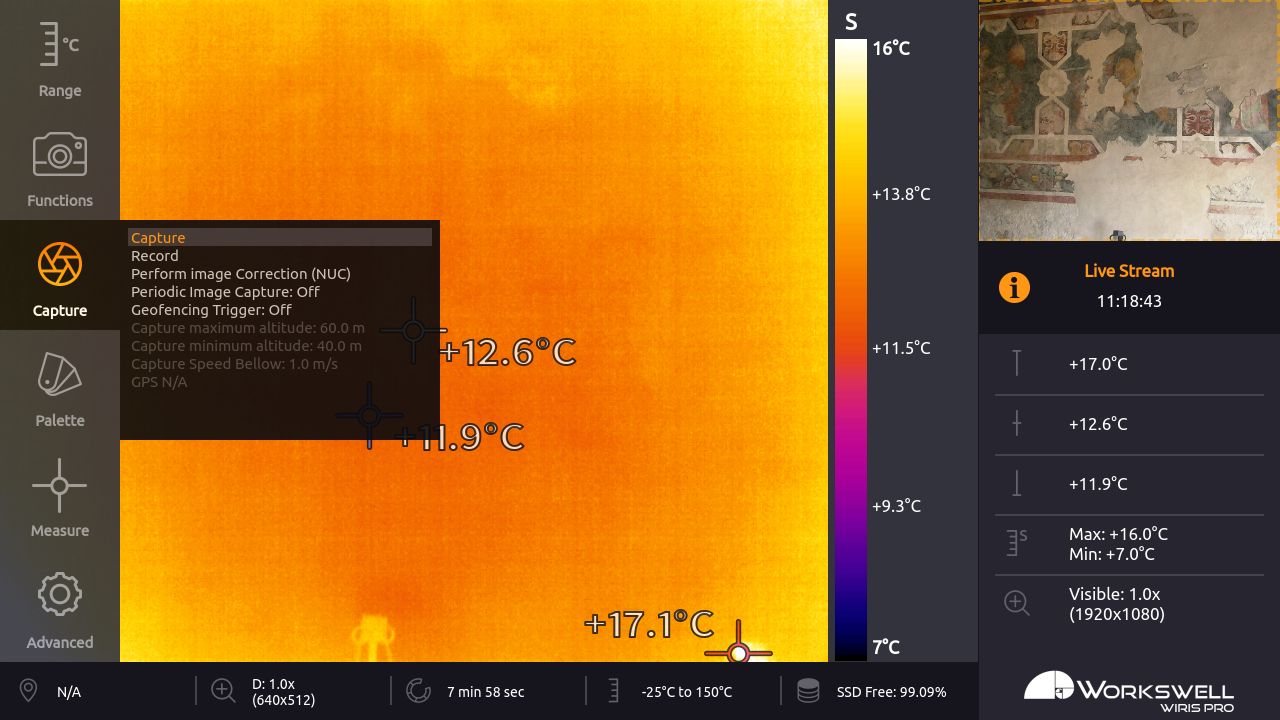 °C
Range
Functions
Capture
Palette
Measure
Advanced
Capture
Record
Perform image Correction (NUC)
Periodic Image Capture: Off
Geofencing Trigger: Off
Capture maximum altitude: 60.0 m
Capture minimum altitude: 40.0 m
Capture Speed Bellow: 1.0 m/s
GPS N/A
+12.6°C
+11.9°C
+17.1°C
S
16°C
+13.8°C
+11.5°C
+9.3°C
7°C
Live Stream
11:18:43
+17.0°C
+12.6°C
+11.9°C
S
Max: +16.0°C
Min: +7.0°C
Visible: 1.0x
(1920x1080)
N/A
D: 1.0x
(640x512)
7 min 58 sec
-25°C to 150°C
SSD Free: 99.09%
WORKSWELL
WIRIS PRO